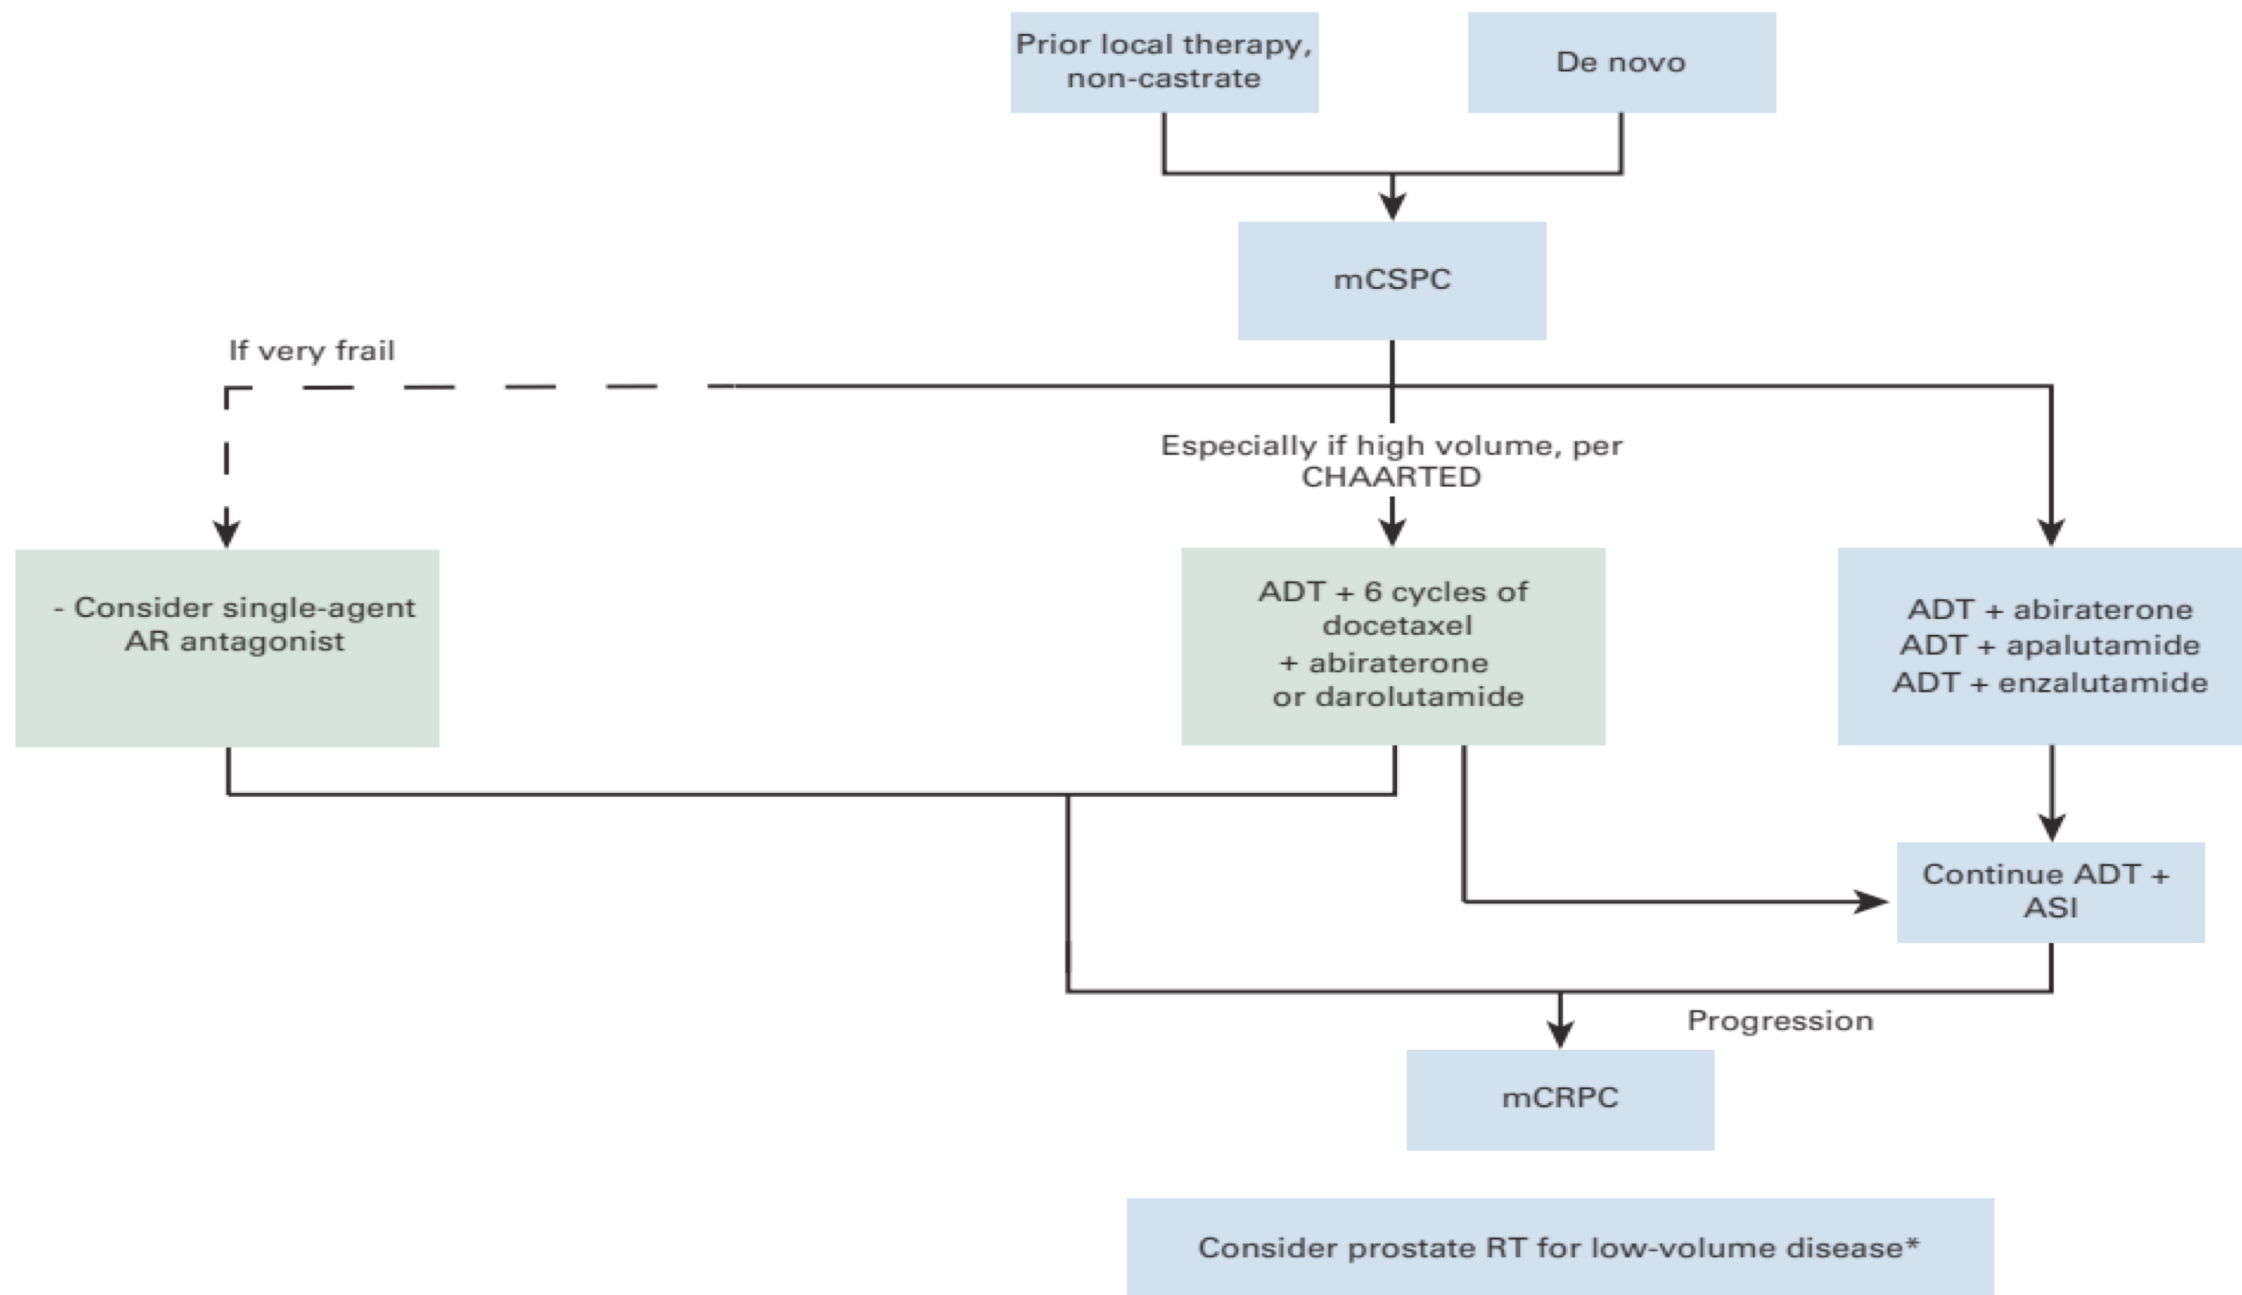 Prior local therapy,
non-castrate
De novo
mCSPC
If very frail
Especially if high volume, per
CHAARTED
- Consider single-agent
AR antagonist
ADT + 6 cycles of
docetaxel
+ abiraterone
or darolutamide
ADT + abiraterone
ADT + apalutamide
ADT + enzalutamide
Continue ADT +
ASI
Progression
mCRPC
Consider prostate RT for low-volume disease*